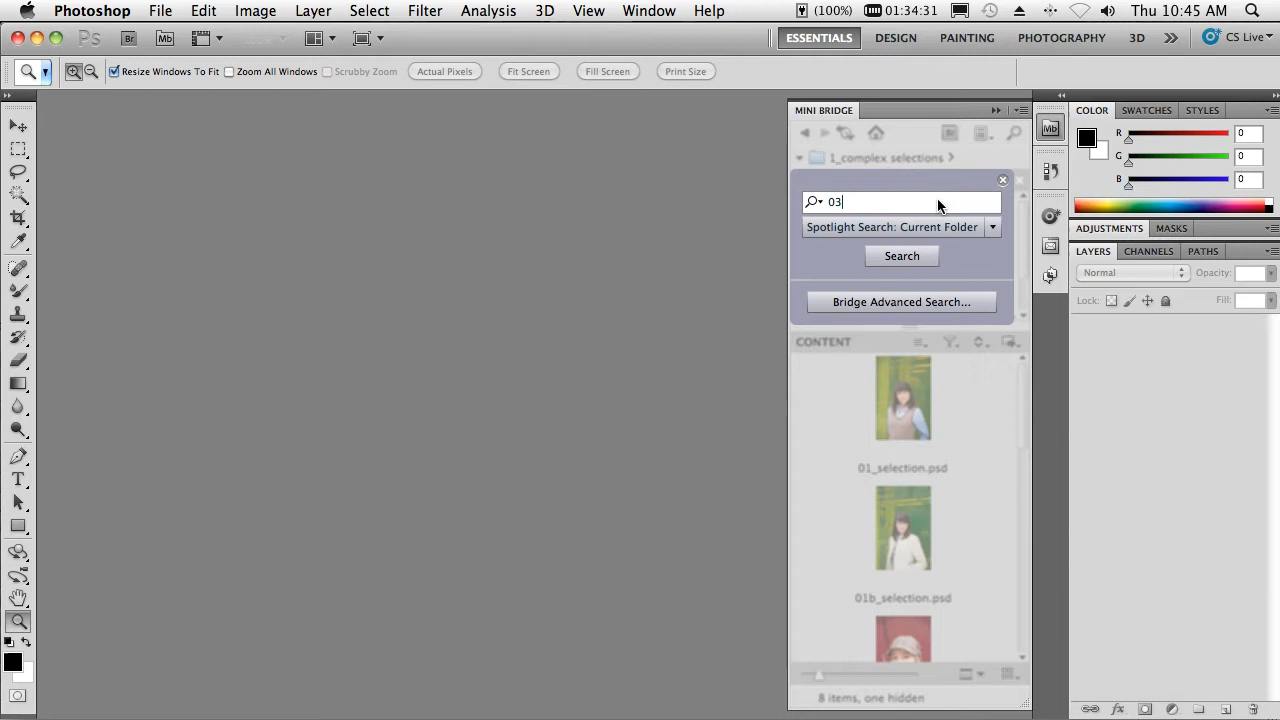 Photoshop File Edit Image Layer Select Filter Analysis 3D View Window Help (100%) 01:34:31 Thu 10:45 AM
Ps Br Mb ESSENTIALS DESIGN PAINTING PHOTOGRAPHY 3D CS Live
Resize Windows To Fit Zoom All Windows Scrubby Zoom Actual Pixels Fit Screen Fill Screen Print Size
MINI BRIDGE
1_complex selections
03
Spotlight Search: Current Folder
Search
Bridge Advanced Search...
CONTENT
01_selection.psd
01b_selection.psd
8 items, one hidden
Mb
COLOR SWATCHES STYLES
R 0
G 0
B 0
ADJUSTMENTS MASKS
LAYERS CHANNELS PATHS
Normal Opacity:
Lock: Fill:
fx